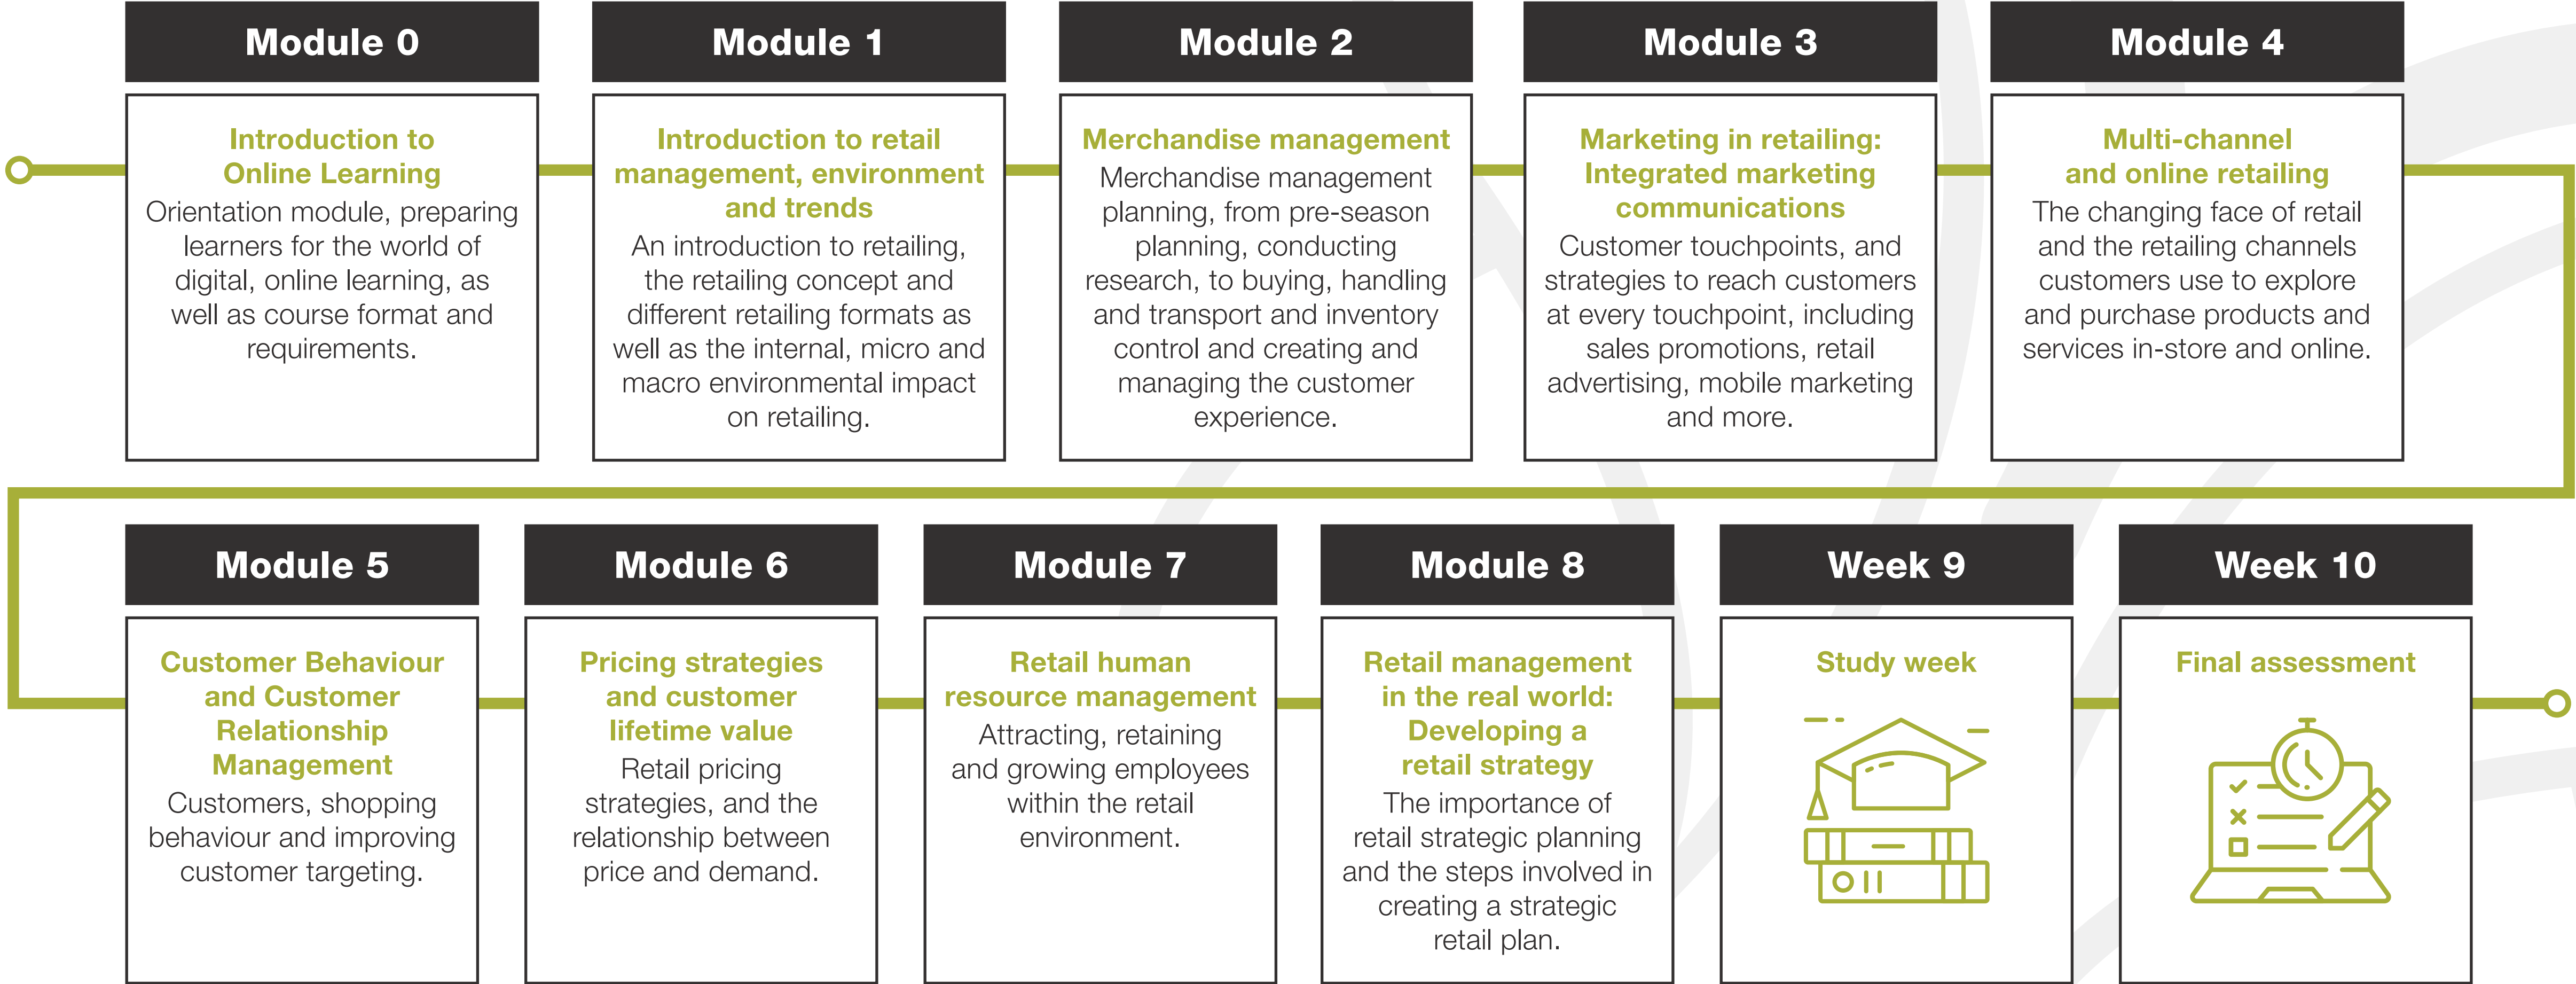 Module 0
Introduction to
Online Learning
Orientation module, preparing
learners for the world of
digital, online learning, as
well as course format and
requirements.
Module 1
Introduction to retail
management, environment
and trends
An introduction to retailing,
the retailing concept and
different retailing formats as
well as the internal, micro and
macro environmental impact
on retailing.
Module 2
Merchandise management
Merchandise management
planning, from pre-season
planning, conducting
research, to buying, handling
and transport and inventory
control and creating and
managing the customer
experience.
Module 3
Marketing in retailing:
Integrated marketing
communications
Customer touchpoints, and
strategies to reach customers
at every touchpoint, including
sales promotions, retail
advertising, mobile marketing
and more.
Module 4
Multi-channel
and online retailing
The changing face of retail
and the retailing channels
customers use to explore
and purchase products and
services in-store and online.
Module 5
Customer Behaviour
and Customer
Relationship
Management
Customers, shopping
behaviour and improving
customer targeting.
Module 6
Pricing strategies
and customer
lifetime value
Retail pricing
strategies, and the
relationship between
price and demand.
Module 7
Retail human
resource management
Attracting, retaining
and growing employees
within the retail
environment.
Module 8
Retail management
in the real world:
Developing a
retail strategy
The importance of
retail strategic planning
and the steps involved in
creating a strategic
retail plan.
Week 9
Study week
Week 10
Final assessment